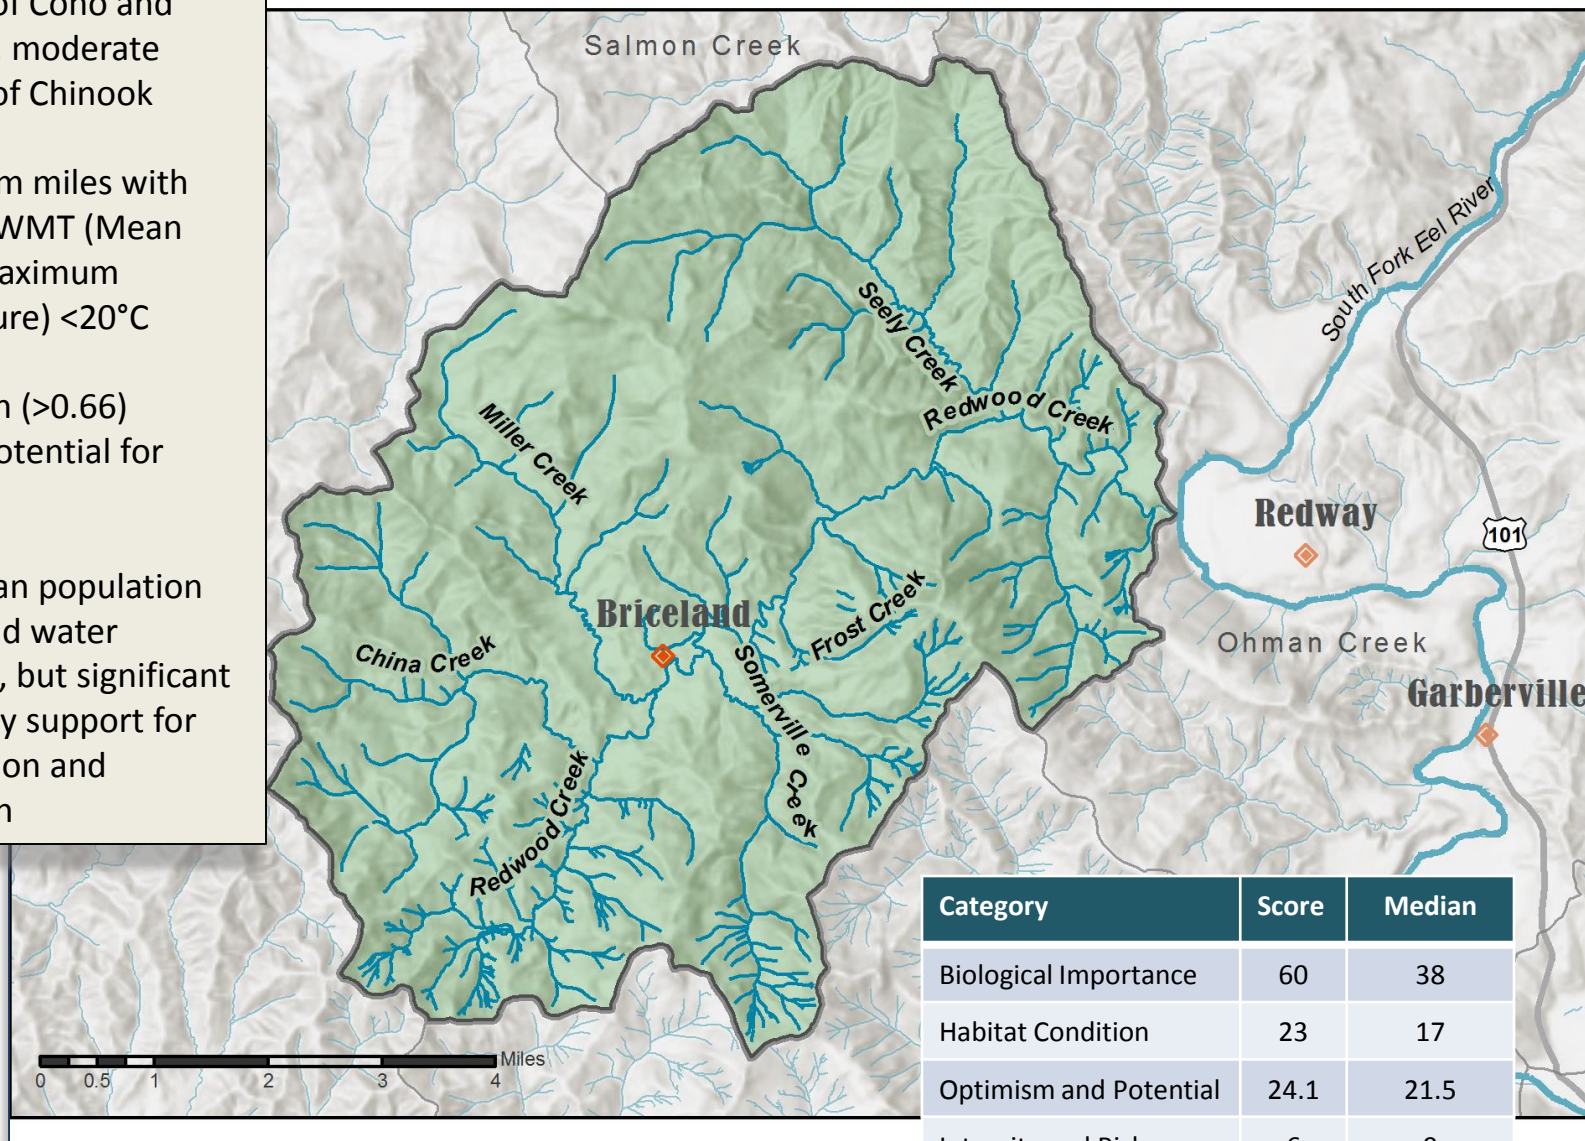 of Coho and
moderate
of Chinook
m miles with
WMT (Mean
aximum
ure) <20°C
n (>0.66)
otential for
an population
d water
, but significant
y support for
on and
n
Salmon Creek
South Fork Eel River
Seely Creek
Redwood Creek
Miller Creek
Redway
101
Briceland
Frost Creek
Ohman Creek
China Creek
Somerville Creek
Garberville
Redwood Creek
Miles
0 0.5 1 2 3 4
Category Score Median
Biological Importance 60 38
Habitat Condition 23 17
Optimism and Potential 24.1 21.5